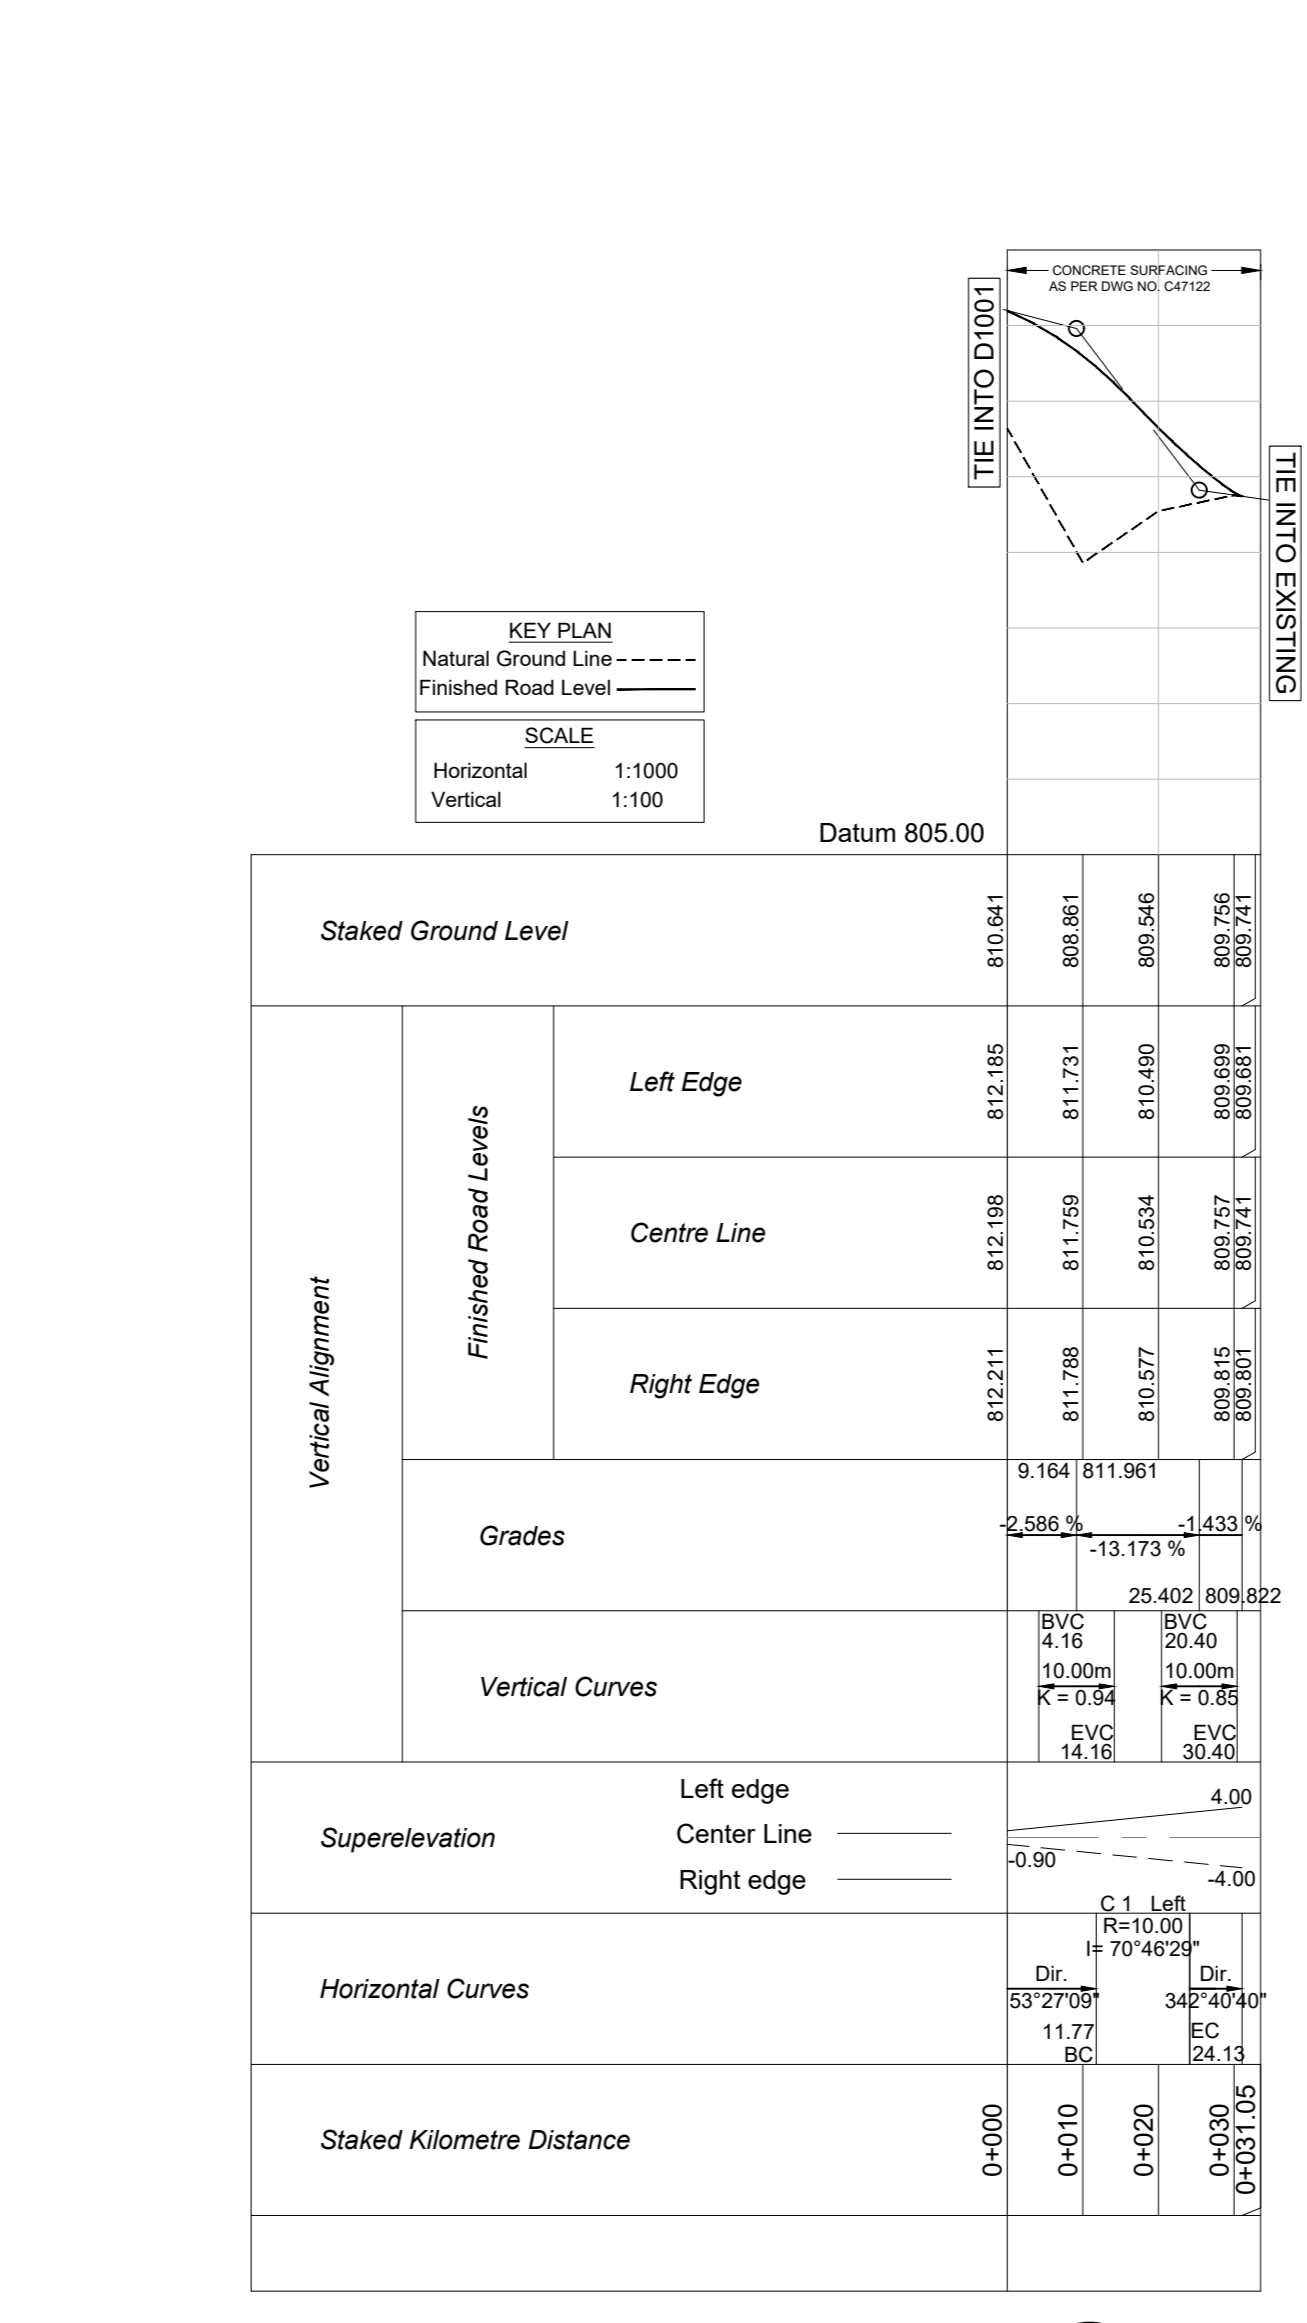 CONCRETE SURFACING
AS PER DWG NO. C47122
TIE INTO D1001
TIE INTO EXISTING
KEY PLAN
Natural Ground Line
Finished Road Level
SCALE
Horizontal 1:1000
Vertical 1:100
Datum 805.00
Staked Ground Level
810.641
808.861
809.546
809.756
809.741
Vertical Alignment
Finished Road Levels
Left Edge
812.185
811.731
810.490
809.699
809.681
Centre Line
812.198
811.759
810.534
809.757
809.741
Right Edge
812.211
811.788
810.577
809.815
809.801
Grades
9.164 811.961
-2.586 %
-13.173 %
-1.433 %
25.402 809.822
Vertical Curves
BVC
4.16
10.00m
K = 0.94
EVC
14.16
BVC
20.40
10.00m
K = 0.85
EVC
30.40
Superelevation
Left edge
Center Line
Right edge
4.00
-0.90
-4.00
Horizontal Curves
C 1 Left
R=10.00
I= 70°46'29"
Dir.
53°27'09"
11.77
BC
Dir.
342°40'40"
EC
24.13
Staked Kilometre Distance
0+000
0+010
0+020
0+030
0+031.05